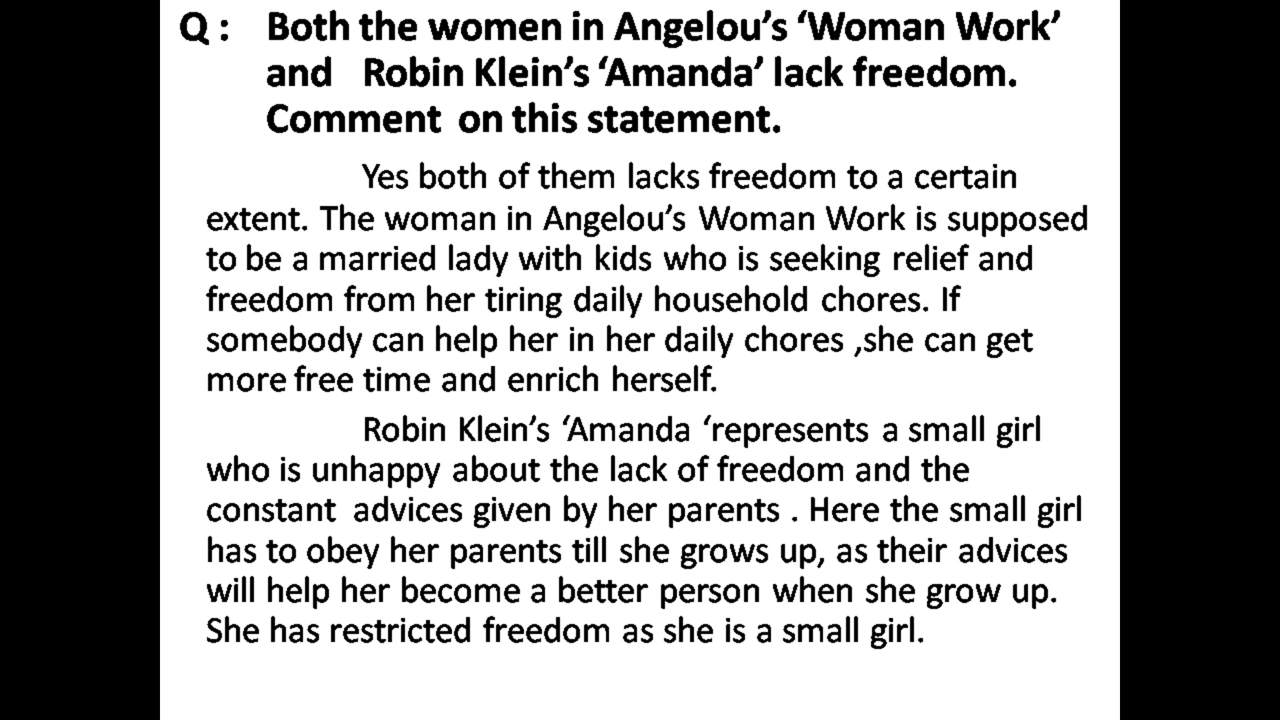 Q :   Both the women in Angelou’s ‘Woman Work’
and   Robin Klein’s ‘Amanda’ lack freedom.
Comment  on this statement.
Yes both of them lacks freedom to a certain
extent. The woman in Angelou’s Woman Work is supposed
to be a married lady with kids who is seeking relief and
freedom from her tiring daily household chores. If
somebody can help her in her daily chores ,she can get
more free time and enrich herself.
Robin Klein’s ‘Amanda ‘represents a small girl
who is unhappy about the lack of freedom and the
constant  advices given by her parents . Here the small girl
has to obey her parents till she grows up, as their advices
will help her become a better person when she grow up.
She has restricted freedom as she is a small girl.